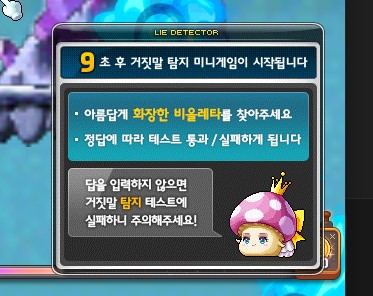 LIE DETECTOR
9 초 후 거짓말 탐지 미니게임이 시작됩니다
· 아름답게 화장한 비올레타를 찾아주세요
· 정답에 따라 테스트 통과 / 실패하게 됩니다
답을 입력하지 않으면
거짓말 탐지 테스트에
실패하니 주의해주세요!